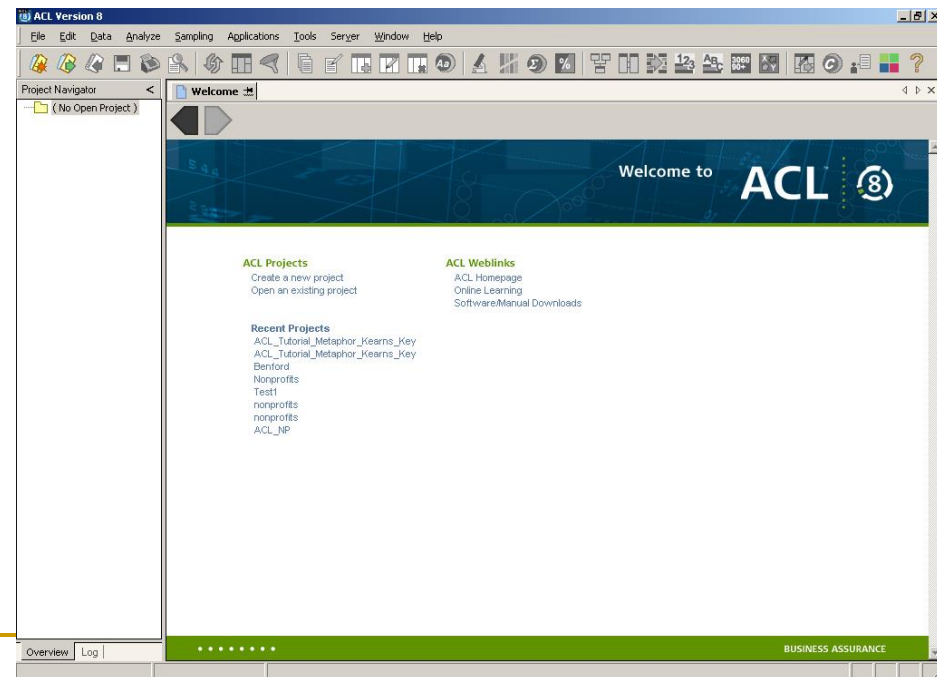 ACL Version 8
File Edit Data Analyze Sampling Applications Tools Server Window Help
Project Navigator <
Welcome
( No Open Project )
Welcome to ACL 8
ACL Projects
Create a new project
Open an existing project
ACL Weblinks
ACL Homepage
Online Learning
Software/Manual Downloads
Recent Projects
ACL_Tutorial_Metaphor_Kearns_Key
ACL_Tutorial_Metaphor_Kearns_Key
Benford
Nonprofits
Test1
nonprofits
nonprofits
ACL_NP
Overview Log
BUSINESS ASSURANCE